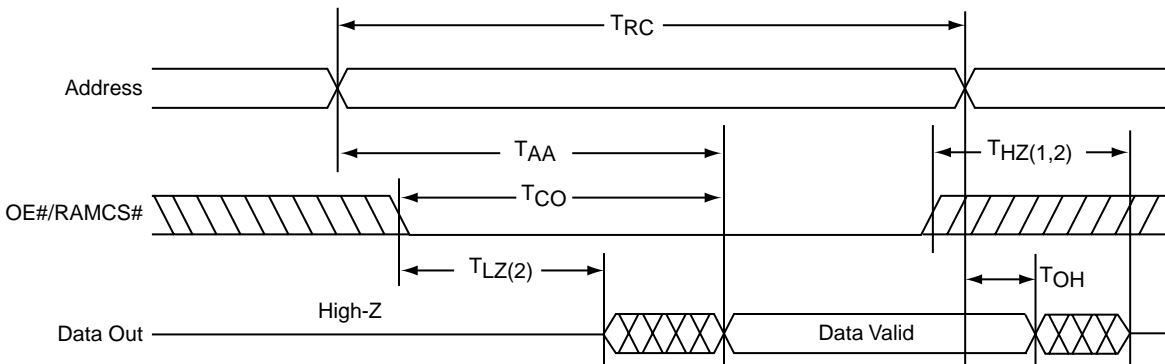 TRC
Address
TAA
THZ(1,2)
TCO
OE#/RAMCS#
TLZ(2)
TOH
High-Z
Data Out
Data Valid